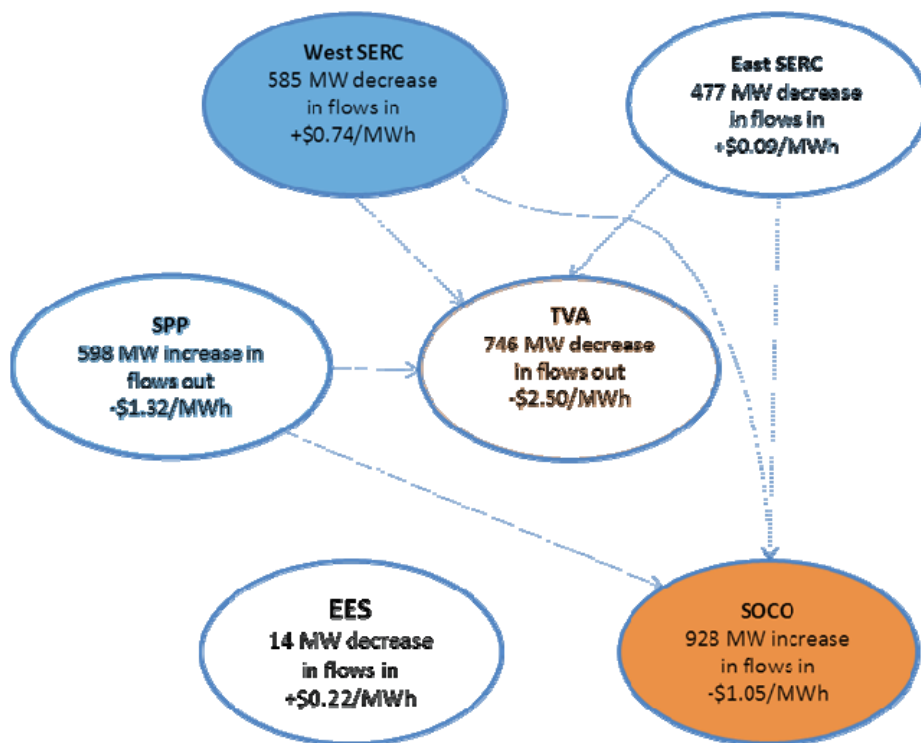 West SERC
585 MW decrease
in flows in
+$0.74/MWh
East SERC
477 MW decrease
in flows in
+$0.09/MWh
SPP
598 MW increase in
flows out
-$1.32/MWh
TVA
746 MW decrease
in flows out
-$2.50/MWh
EES
14 MW decrease
in flows in
+$0.22/MWh
SOCO
928 MW increase
in flows in
-$1.05/MWh